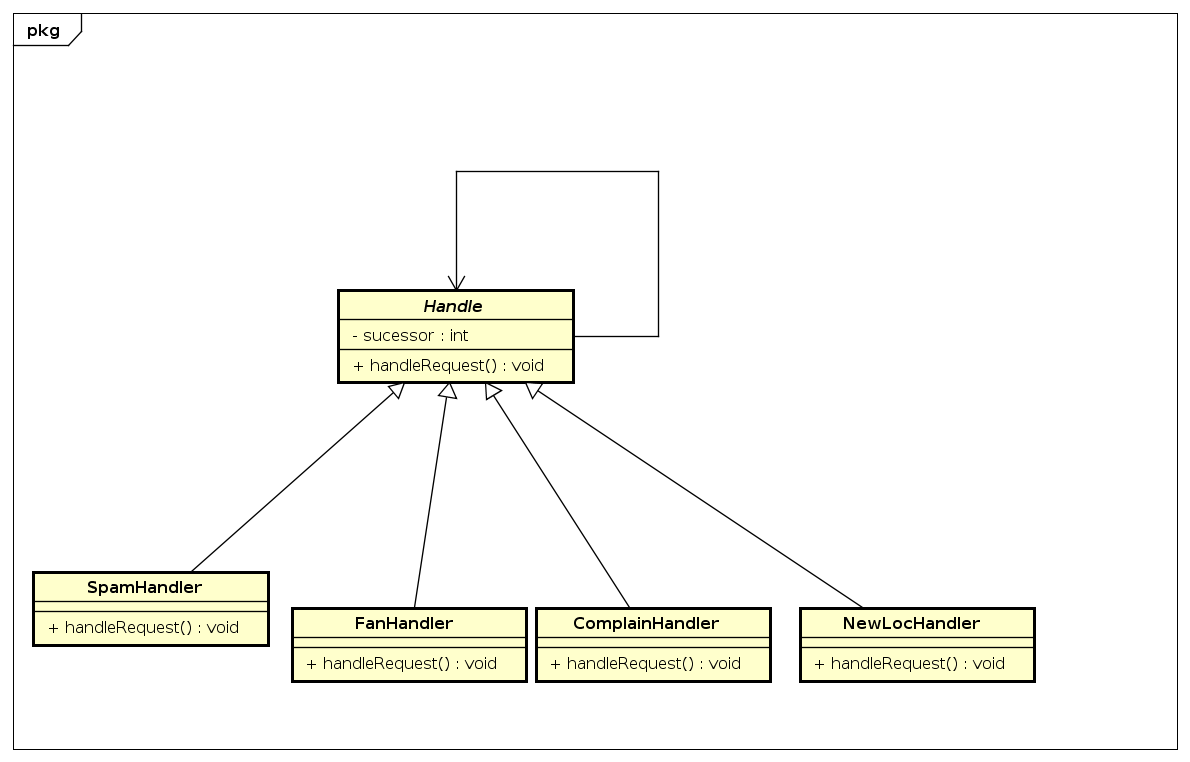 pkg
Handle
- sucessor : int
+ handleRequest() : void
SpamHandler
+ handleRequest() : void
FanHandler
+ handleRequest() : void
ComplainHandler
+ handleRequest() : void
NewLocHandler
+ handleRequest() : void